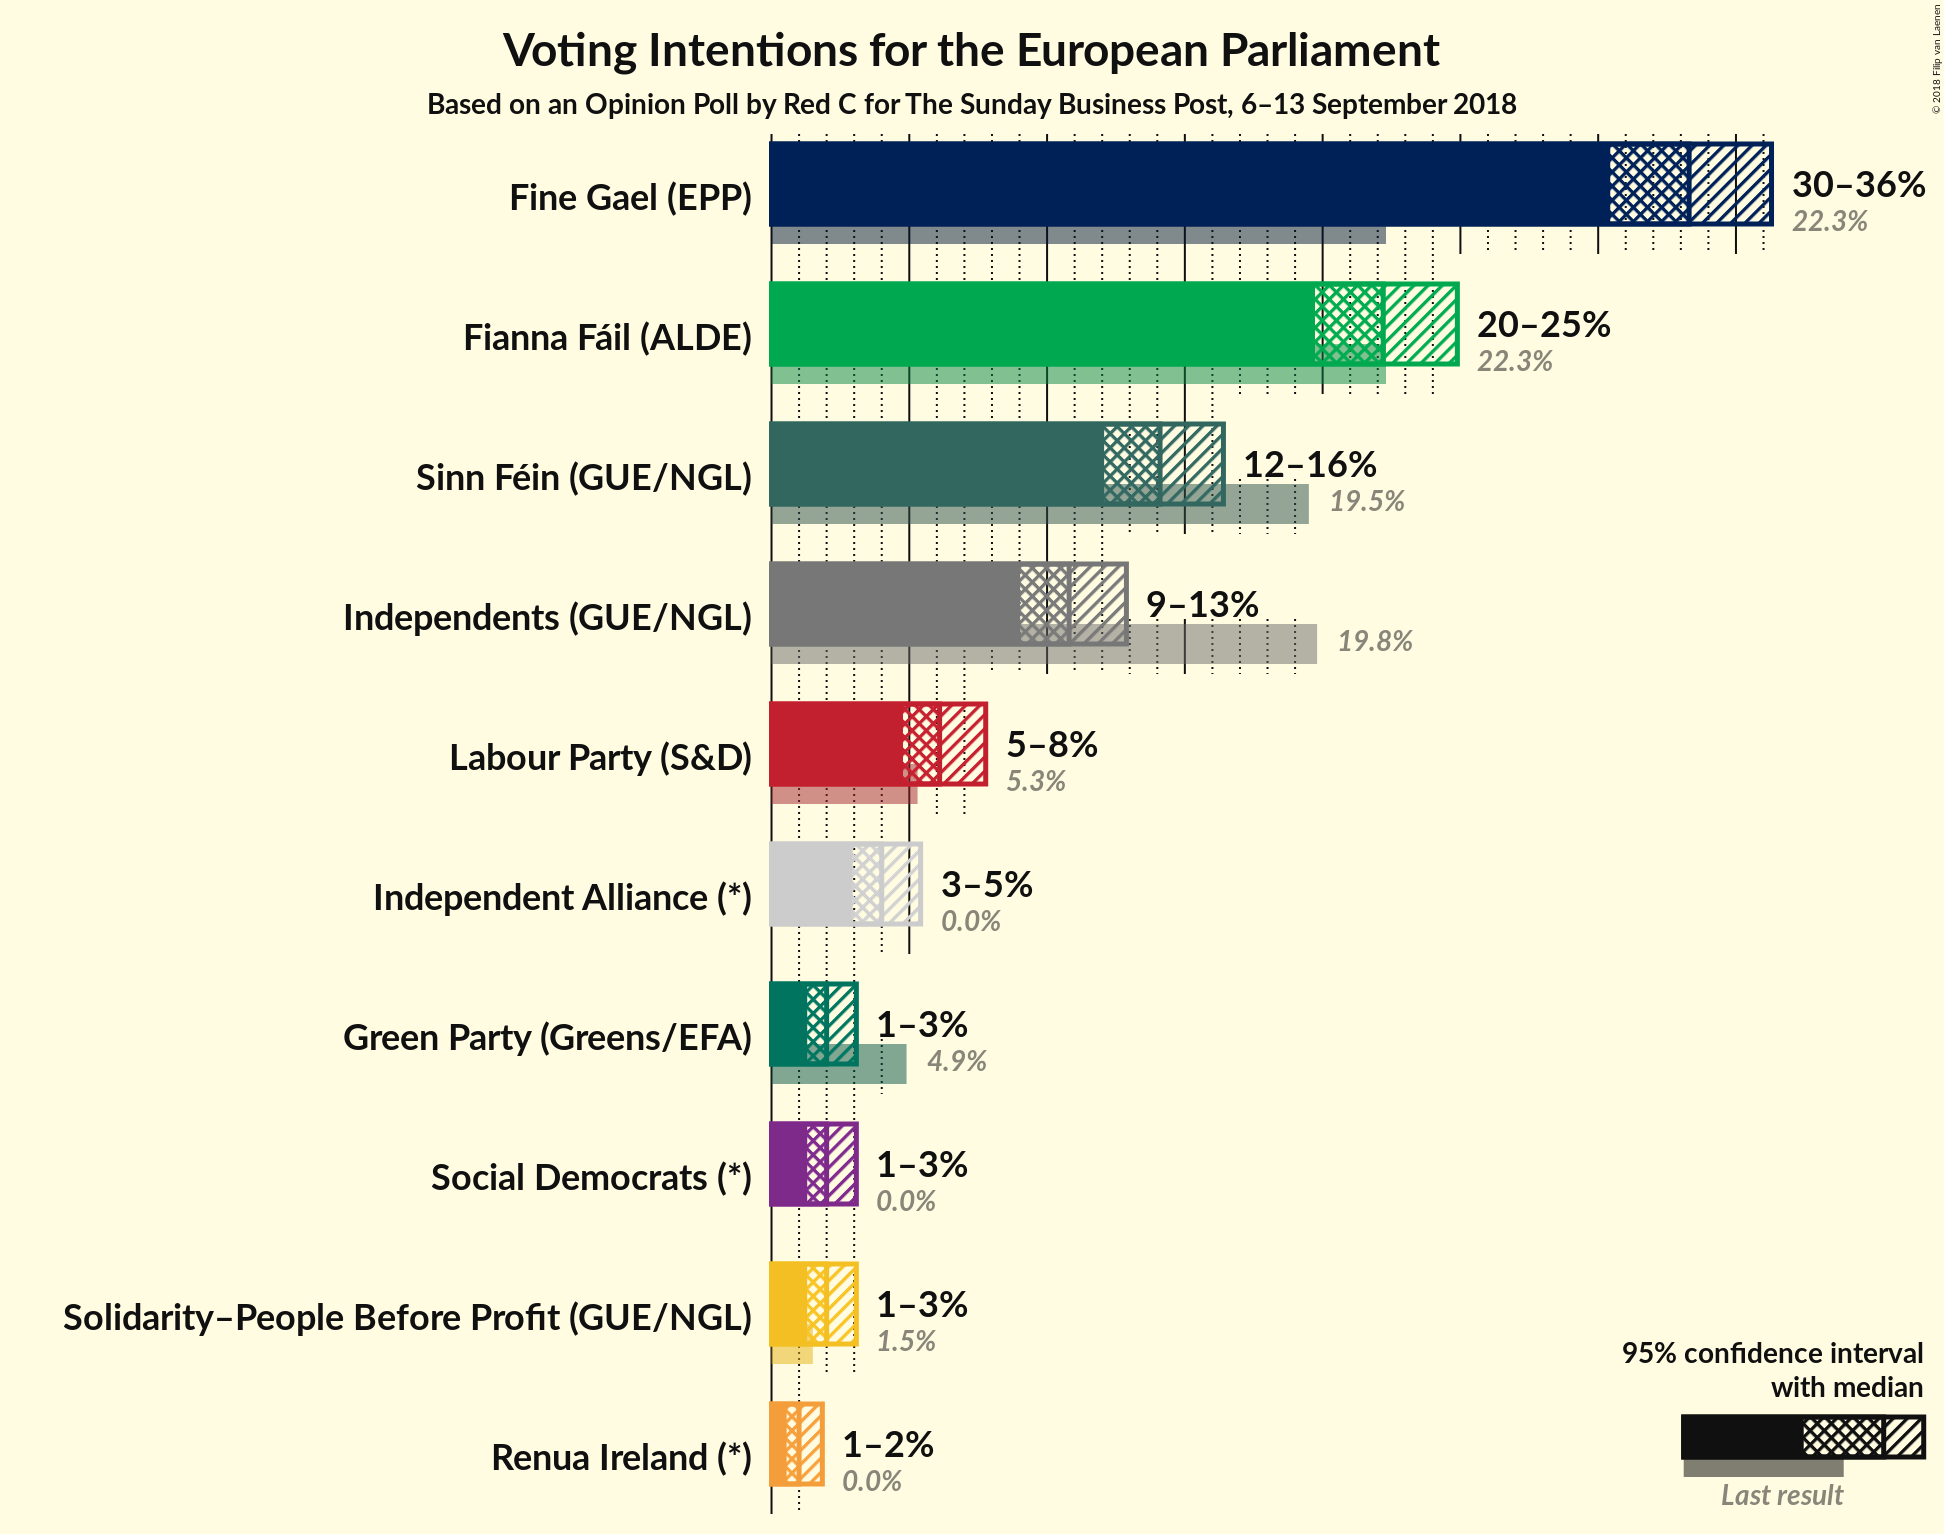 Voting Intentions for the European Parliament
Based on an Opinion Poll by Red C for The Sunday Business Post, 6–13 September 2018
© 2018 Filip van Laenen
Fine Gael (EPP)
30–36%
22.3%
Fianna Fáil (ALDE)
20–25%
22.3%
Sinn Féin (GUE/NGL)
12–16%
19.5%
Independents (GUE/NGL)
9–13%
19.8%
Labour Party (S&D)
5–8%
5.3%
Independent Alliance (*)
3–5%
0.0%
Green Party (Greens/EFA)
1–3%
4.9%
Social Democrats (*)
1–3%
0.0%
Solidarity–People Before Profit (GUE/NGL)
1–3%
1.5%
Renua Ireland (*)
1–2%
0.0%
95% confidence interval
with median
Last result